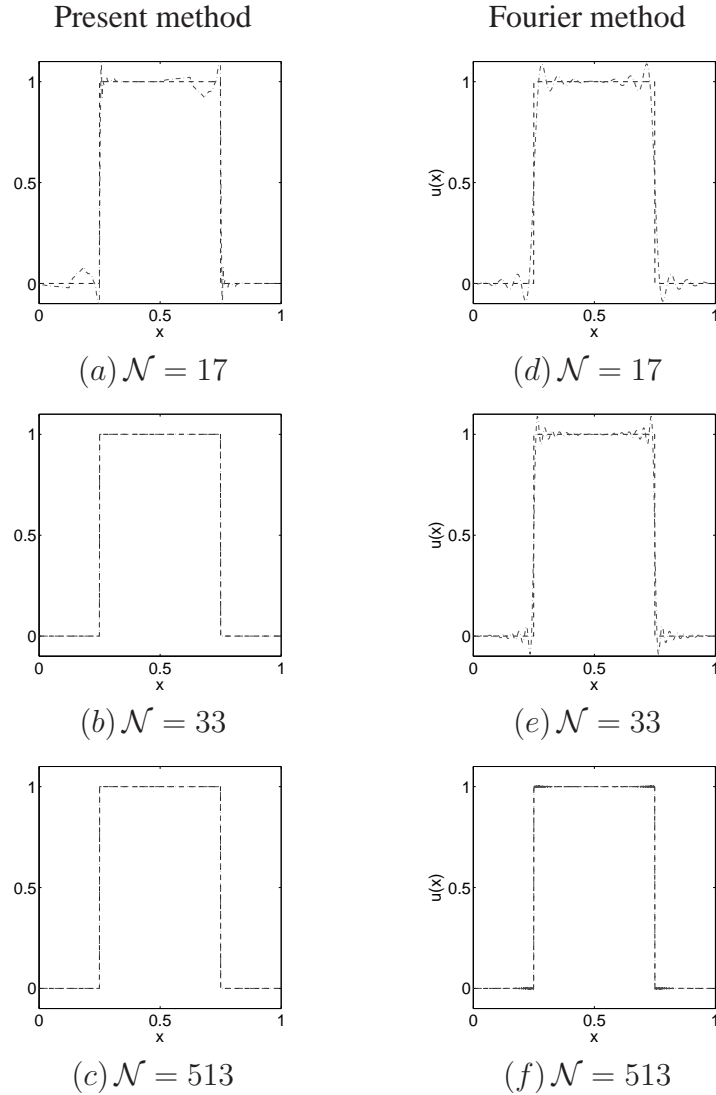 Present method
Fourier method
1
0.5
0
0 0.5 1
x
(a) 𝒩 = 17
u(x)
1
0.5
0
0 0.5 1
x
(d) 𝒩 = 17
1
0.5
0
0 0.5 1
x
(b) 𝒩 = 33
u(x)
1
0.5
0
0 0.5 1
x
(e) 𝒩 = 33
1
0.5
0
0 0.5 1
x
(c) 𝒩 = 513
u(x)
1
0.5
0
0 0.5 1
x
(f) 𝒩 = 513